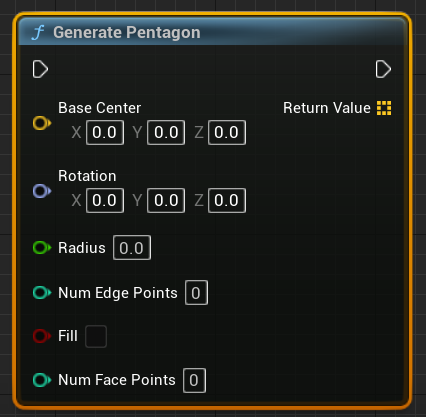 Generate Pentagon
Base Center
Return Value
X 0.0 Y 0.0 Z 0.0
Rotation
X 0.0 Y 0.0 Z 0.0
Radius 0.0
Num Edge Points 0
Fill
Num Face Points 0